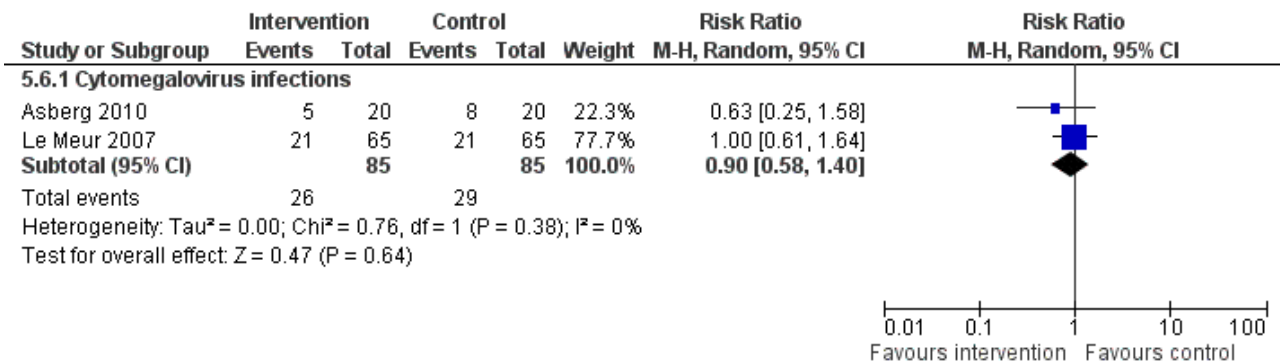 Intervention Control Risk Ratio Risk Ratio
Study or Subgroup Events Total Events Total Weight M-H, Random, 95% CI M-H, Random, 95% CI
5.6.1 Cytomegalovirus infections
Asberg 2010 5 20 8 20 22.3% 0.63 [0.25, 1.58]
Le Meur 2007 21 65 21 65 77.7% 1.00 [0.61, 1.64]
Subtotal (95% CI) 85 85 100.0% 0.90 [0.58, 1.40]
Total events 26 29
Heterogeneity: Tau² = 0.00; Chi² = 0.76, df = 1 (P = 0.38); I² = 0%
Test for overall effect: Z = 0.47 (P = 0.64)
0.01 0.1 1 10 100
Favours intervention Favours control